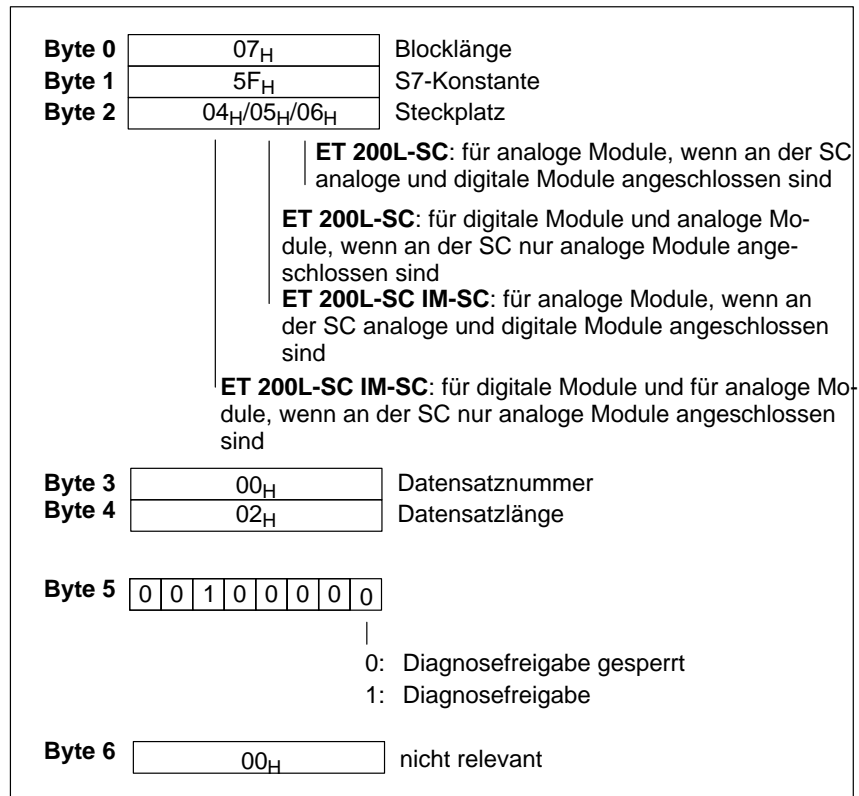 Byte 0 07H Blocklänge
Byte 1 5FH S7-Konstante
Byte 2 04H/05H/06H Steckplatz
ET 200L-SC: für analoge Module, wenn an der SC
analoge und digitale Module angeschlossen sind
ET 200L-SC: für digitale Module und analoge Mo-
dule, wenn an der SC nur analoge Module ange-
schlossen sind
ET 200L-SC IM-SC: für analoge Module, wenn an
der SC analoge und digitale Module angeschlossen
sind
ET 200L-SC IM-SC: für digitale Module und für analoge Mo-
dule, wenn an der SC nur analoge Module angeschlossen
sind
Byte 3 00H Datensatznummer
Byte 4 02H Datensatzlänge
Byte 5 0 0 1 0 0 0 0 0
0: Diagnosefreigabe gesperrt
1: Diagnosefreigabe
Byte 6 00H nicht relevant